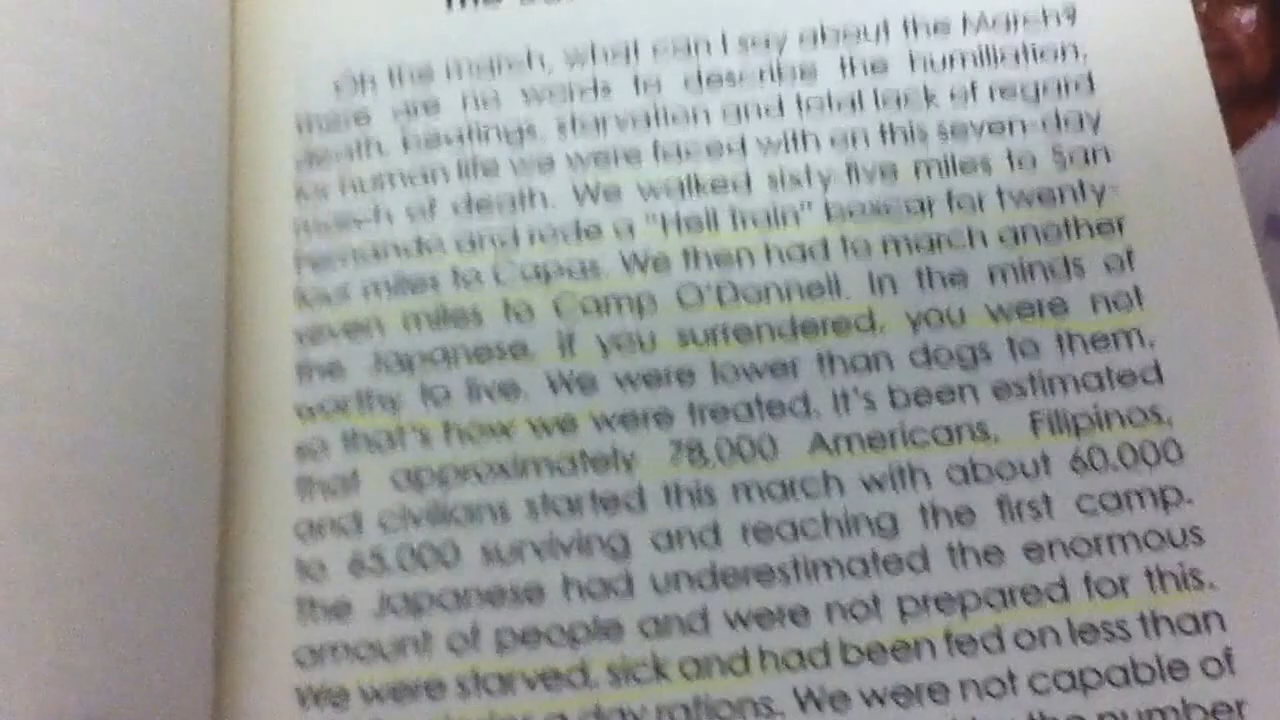 Oh the march, what can I say about the March?
there are no words to describe the humiliation,
death, beatings, starvation and total lack of regard
for human life we were faced with on this seven-day
march of death. We walked sixty-five miles to San
Fernando and rode a "Hell Train" boxcar for twenty-
four miles to Capas. We then had to march another
seven miles to Camp O'Donnell. In the minds of
the Japanese, if you surrendered, you were not
worthy to live. We were lower than dogs to them,
so that's how we were treated. It's been estimated
that approximately 78,000 Americans, Filipinos,
and civilians started this march with about 60,000
to 65,000 surviving and reaching the first camp.
The Japanese had underestimated the enormous
amount of people and were not prepared for this.
We were starved, sick and had been fed on less than
a day rations. We were not capable of
the number